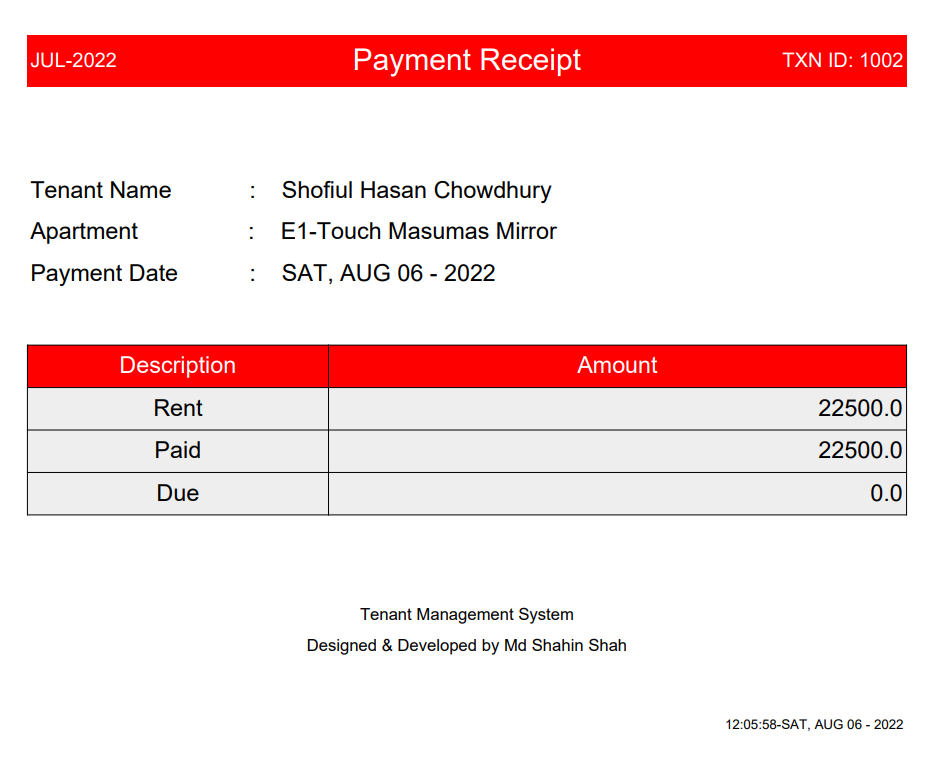 JUL-2022 Payment Receipt TXN ID: 1002
Tenant Name : Shofiul Hasan Chowdhury
Apartment : E1-Touch Masumas Mirror
Payment Date : SAT, AUG 06 - 2022
Description Amount
Rent 22500.0
Paid 22500.0
Due 0.0
Tenant Management System
Designed & Developed by Md Shahin Shah
12:05:58-SAT, AUG 06 - 2022